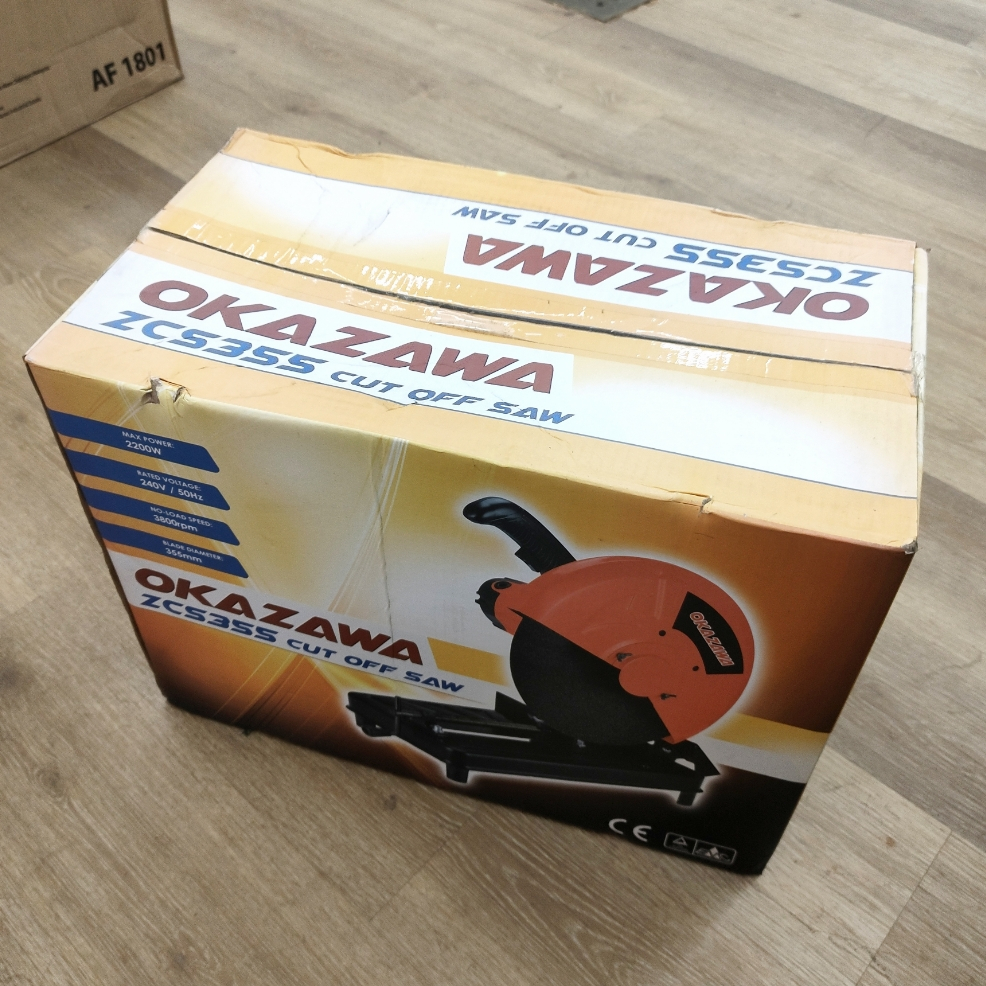 AF 1801
ZCS355 CUT OFF SAW
OKAZAWA
OKAZAWA
ZCS355 CUT OFF SAW
MAX POWER:
2200W
RATED VOLTAGE:
240V / 50Hz
NO-LOAD SPEED:
3800rpm
BLADE DIAMETER:
355mm
OKAZAWA
ZCS355 CUT OFF SAW
OKAZAWA
CE